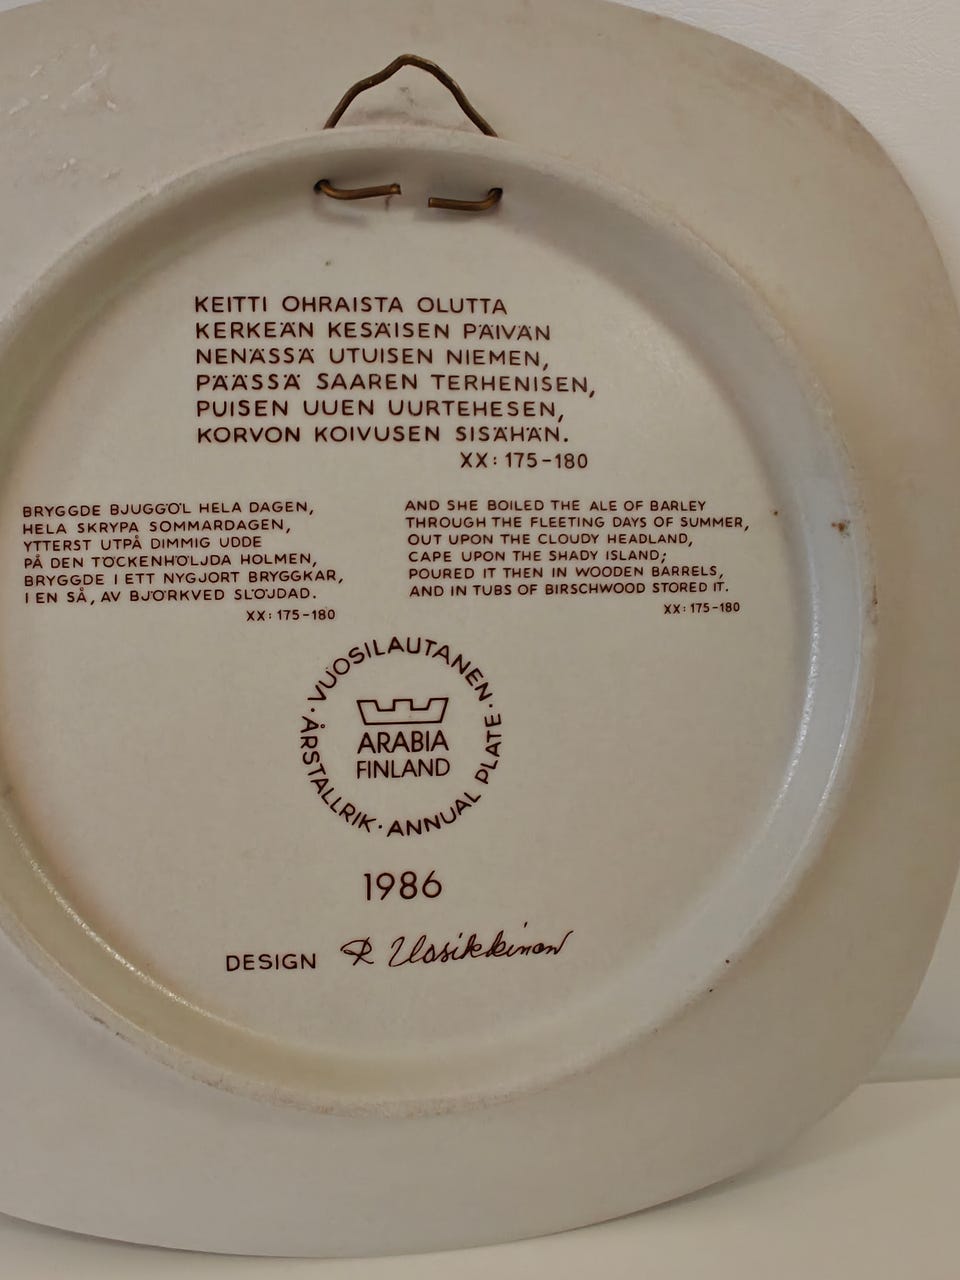 KEITTI OHRAISTA OLUTTA
KERKEÄN KESÄISEN PÄIVÄN
NENÄSSÄ UTUISEN NIEMEN,
PÄÄSSÄ SAAREN TERHENISEN,
PUISEN UUEN UURTEHESEN,
KORVON KOIVUSEN SISÄHÄN.
XX: 175-180
BRYGGDE BJUGGÖL HELA DAGEN,
HELA SKRYPA SOMMARDAGEN,
YTTERST UTPÅ DIMMIG UDDE
PÅ DEN TÖCKENHÖLJDA HOLMEN,
BRYGGDE I ETT NYGJORT BRYGGKAR,
I EN SÅ, AV BJÖRKVED SLÖJDAD.
XX: 175-180
AND SHE BOILED THE ALE OF BARLEY
THROUGH THE FLEETING DAYS OF SUMMER,
OUT UPON THE CLOUDY HEADLAND,
CAPE UPON THE SHADY ISLAND;
POURED IT THEN IN WOODEN BARRELS,
AND IN TUBS OF BIRSCHWOOD STORED IT.
XX: 175-180
· VUOSILAUTANEN · ANNUAL PLATE · ÅRSTALLRIK
ARABIA
FINLAND
1986
DESIGN R Uosikkinen